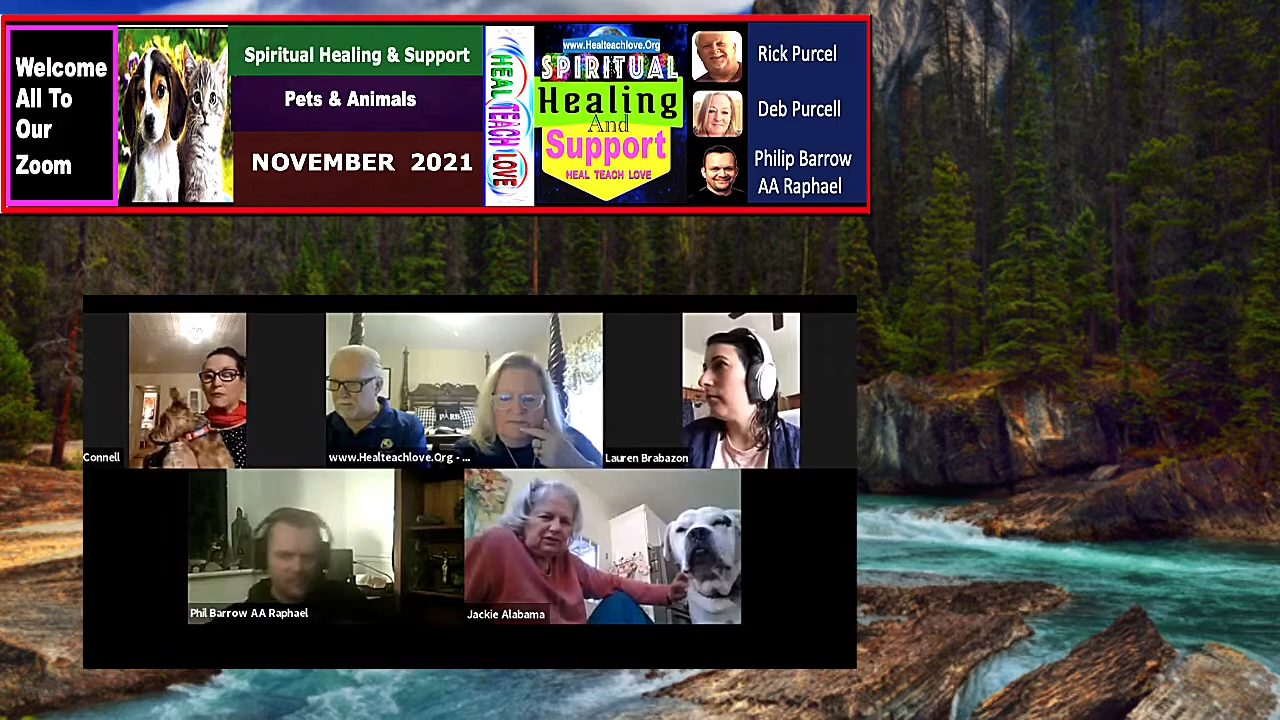 Welcome
All To
Our
Zoom
Spiritual Healing & Support
Pets & Animals
NOVEMBER 2021
HEAL TEACH LOVE
www.Healteachlove.Org
SPIRITUAL
Healing
And
Support
HEAL TEACH LOVE
Rick Purcel
Deb Purcell
Philip Barrow
AA Raphael
Connell
www.Healteachlove.Org - ...
Lauren Brabazon
Phil Barrow AA Raphael
Jackie Alabama